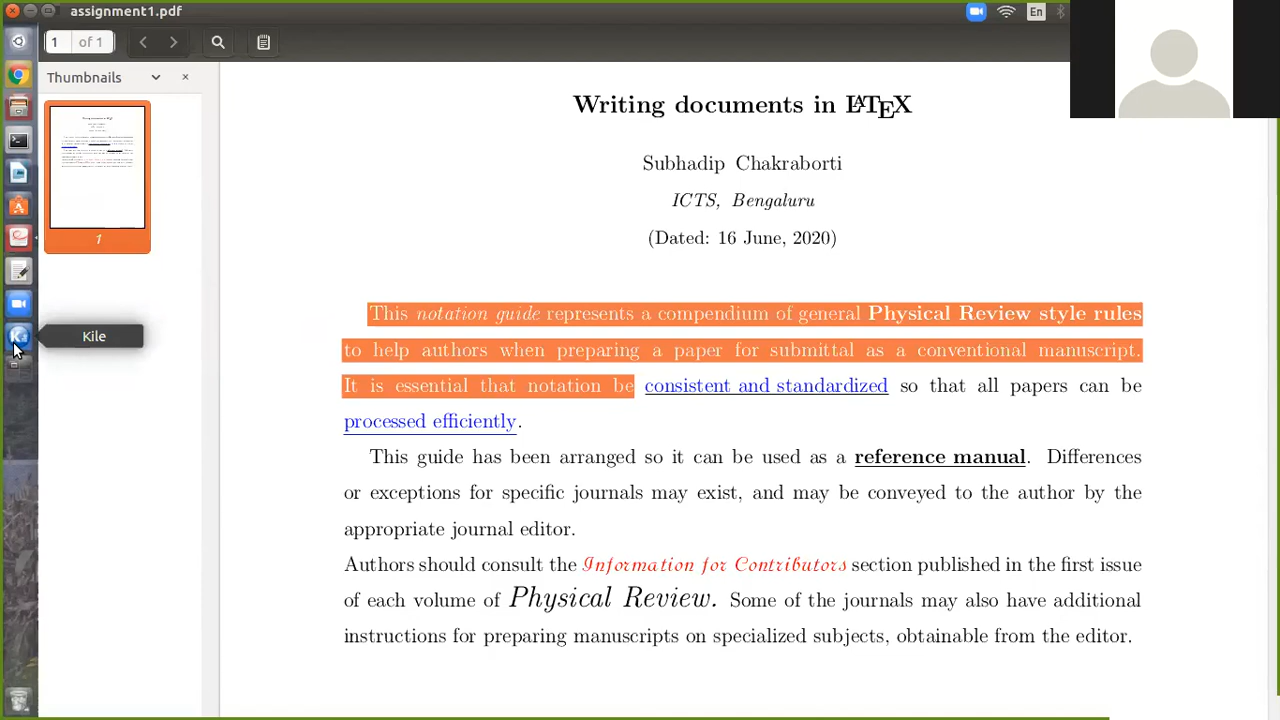 assignment1.pdf
En
1 of 1
Thumbnails
1
Kile
Writing documents in LATEX
Subhadip Chakraborti
ICTS, Bengaluru
(Dated: 16 June, 2020)
This notation guide represents a compendium of general Physical Review style rules
to help authors when preparing a paper for submittal as a conventional manuscript.
It is essential that notation be consistent and standardized so that all papers can be
processed efficiently.
This guide has been arranged so it can be used as a reference manual. Differences
or exceptions for specific journals may exist, and may be conveyed to the author by the
appropriate journal editor.
Authors should consult the Information for Contributors section published in the first issue
of each volume of Physical Review. Some of the journals may also have additional
instructions for preparing manuscripts on specialized subjects, obtainable from the editor.